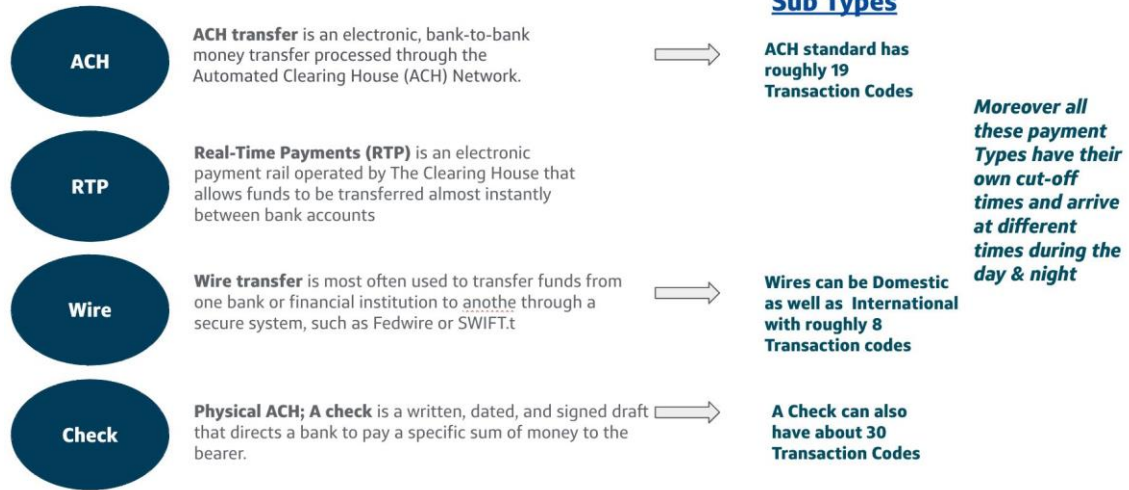 Sub Types
ACH
ACH transfer is an electronic, bank-to-bank
money transfer processed through the
Automated Clearing House (ACH) Network.
ACH standard has
roughly 19
Transaction Codes
RTP
Real-Time Payments (RTP) is an electronic
payment rail operated by The Clearing House that
allows funds to be transferred almost instantly
between bank accounts
Moreover all
these payment
Types have their
own cut-off
times and arrive
at different
times during the
day & night
Wire
Wire transfer is most often used to transfer funds from
one bank or financial institution to anothe through a
secure system, such as Fedwire or SWIFT.t
Wires can be Domestic
as well as International
with roughly 8
Transaction codes
Check
Physical ACH; A check is a written, dated, and signed draft
that directs a bank to pay a specific sum of money to the
bearer.
A Check can also
have about 30
Transaction Codes